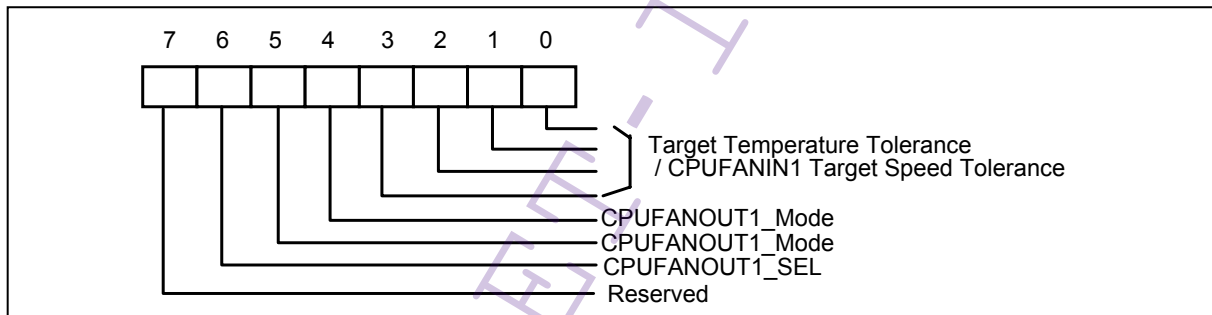 7 6 5 4 3 2 1 0
Target Temperature Tolerance
/ CPUFANIN1 Target Speed Tolerance
CPUFANOUT1_Mode
CPUFANOUT1_Mode
CPUFANOUT1_SEL
Reserved